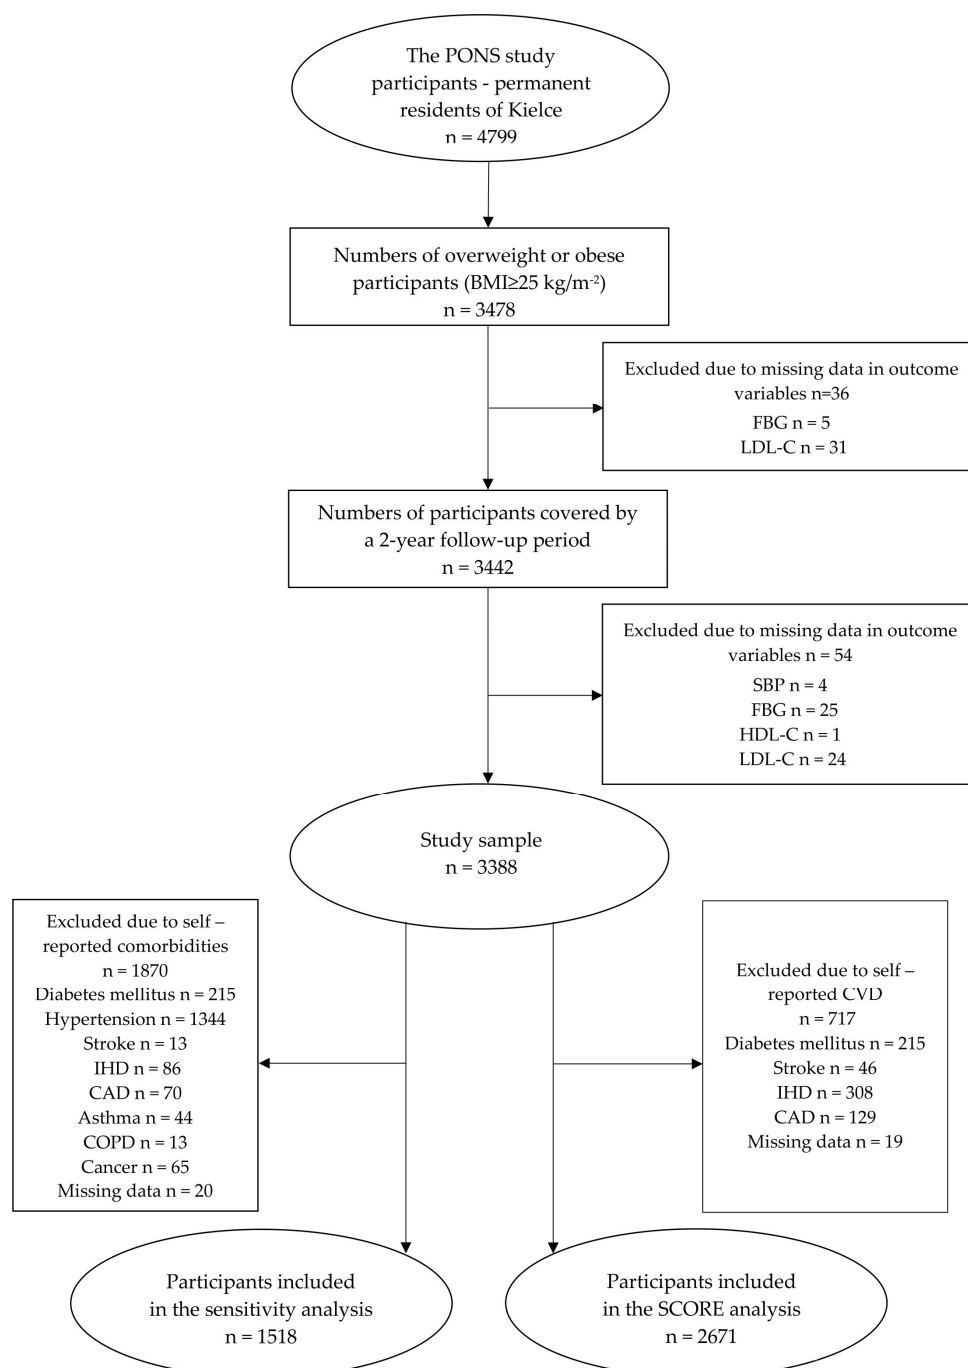 The PONS study
participants - permanent
residents of Kielce
n = 4799
Numbers of overweight or obese
participants (BMI≥25 kg/m⁻²)
n = 3478
Excluded due to missing data in outcome
variables n=36
FBG n = 5
LDL-C n = 31
Numbers of participants covered by
a 2-year follow-up period
n = 3442
Excluded due to missing data in outcome
variables n = 54
SBP n = 4
FBG n = 25
HDL-C n = 1
LDL-C n = 24
Study sample
n = 3388
Excluded due to self –
reported comorbidities
n = 1870
Diabetes mellitus n = 215
Hypertension n = 1344
Stroke n = 13
IHD n = 86
CAD n = 70
Asthma n = 44
COPD n = 13
Cancer n = 65
Missing data n = 20
Excluded due to self –
reported CVD
n = 717
Diabetes mellitus n = 215
Stroke n = 46
IHD n = 308
CAD n = 129
Missing data n = 19
Participants included
in the sensitivity analysis
n = 1518
Participants included
in the SCORE analysis
n = 2671